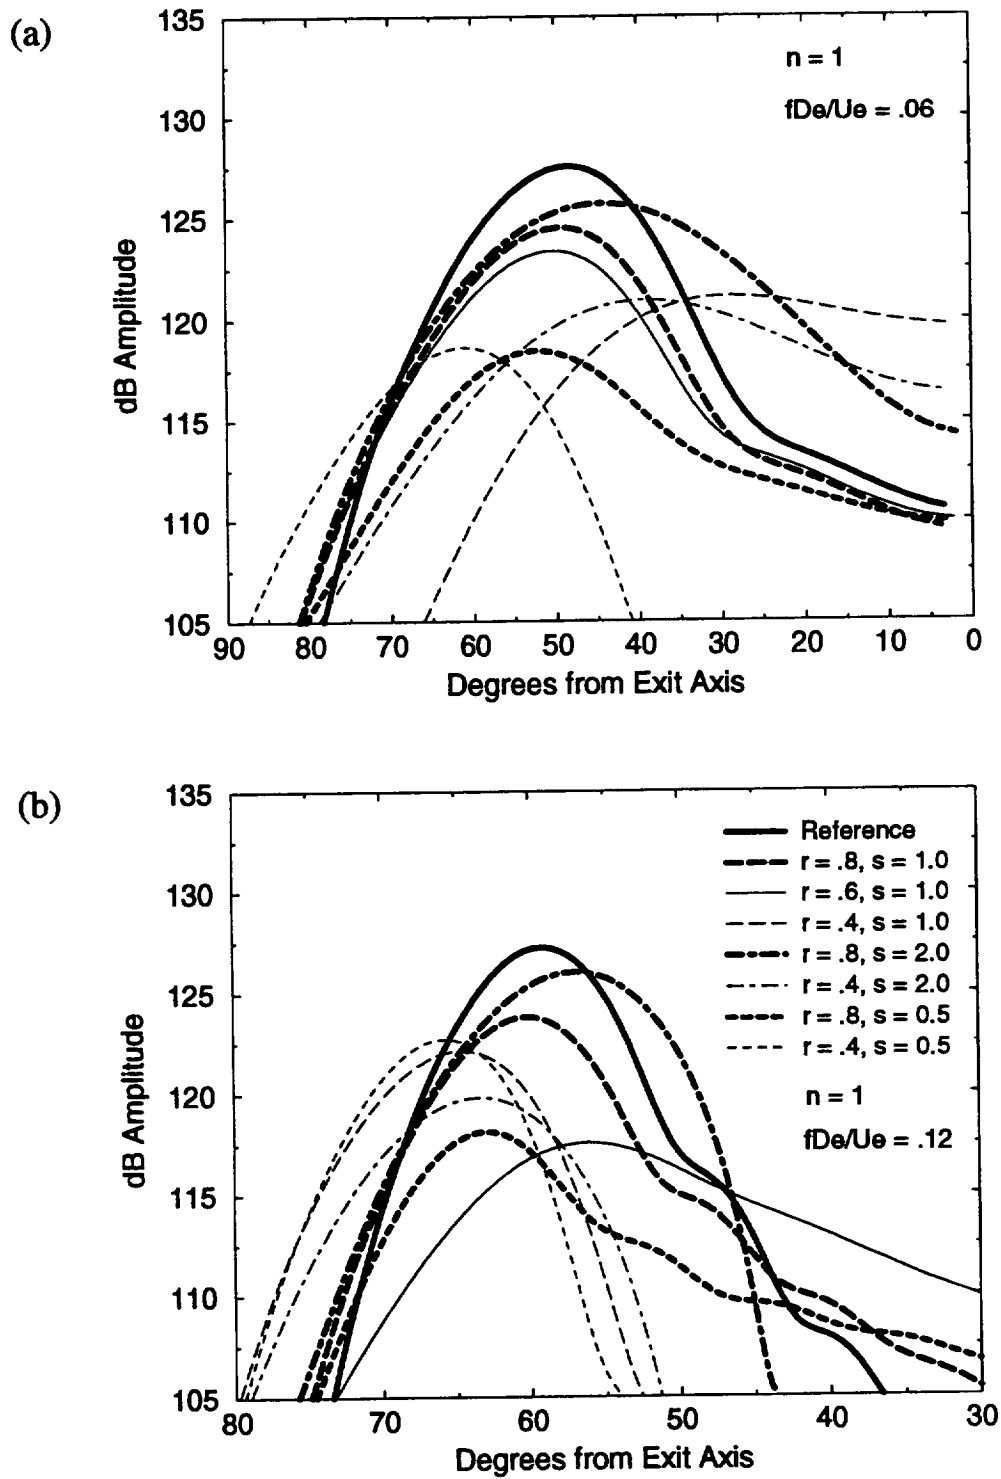 (a)
135
130
125
120
115
110
105
dB Amplitude
n = 1
fDe/Ue = .06
90 80 70 60 50 40 30 20 10 0
Degrees from Exit Axis
(b)
135
130
125
120
115
110
105
dB Amplitude
Reference
r = .8, s = 1.0
r = .6, s = 1.0
r = .4, s = 1.0
r = .8, s = 2.0
r = .4, s = 2.0
r = .8, s = 0.5
r = .4, s = 0.5
n = 1
fDe/Ue = .12
80 70 60 50 40 30
Degrees from Exit Axis